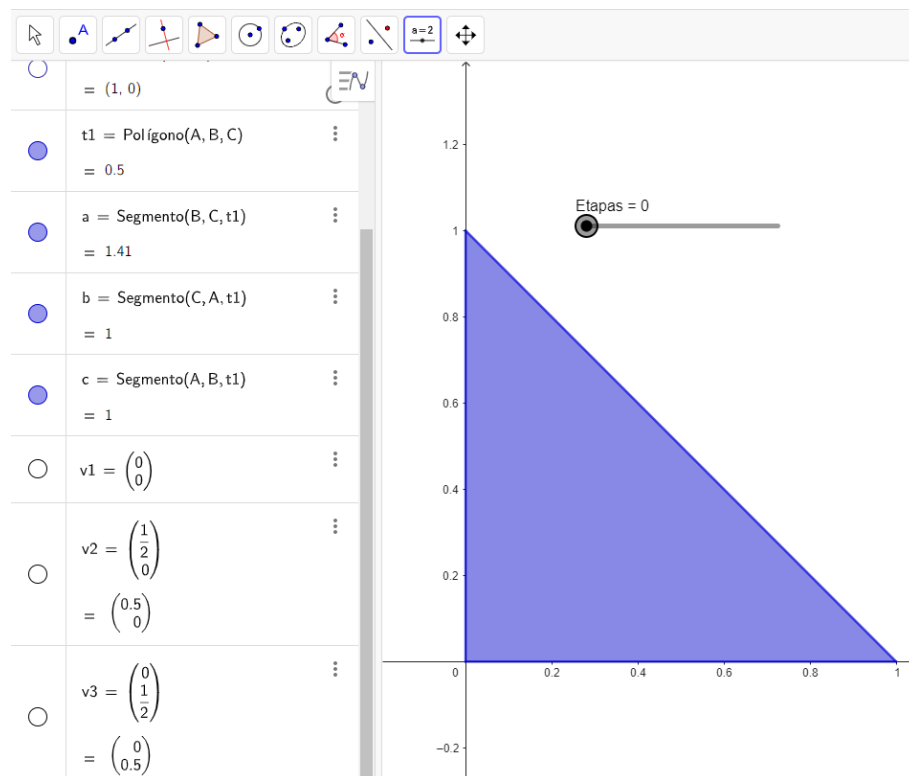 A
a=2
= (1, 0)
t1 = Polígono(A, B, C)
= 0.5
a = Segmento(B, C, t1)
= 1.41
b = Segmento(C, A, t1)
= 1
c = Segmento(A, B, t1)
= 1
v1 = (0
0)
v2 = (1/2
0)
= (0.5
0)
v3 = (0
1/2)
= (0
0.5)
Etapas = 0
1.2
1
0.8
0.6
0.4
0.2
0
0.2
0.4
0.6
0.8
1
−0.2